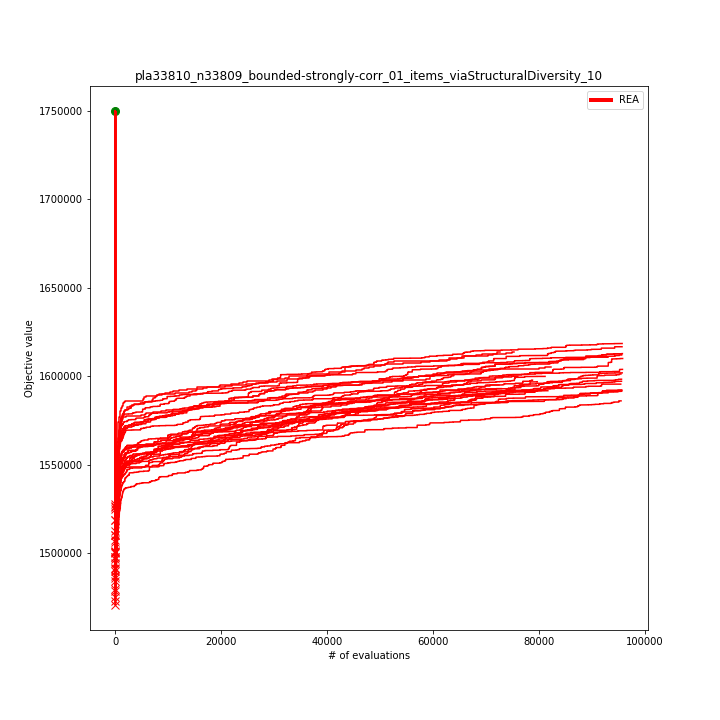 pla33810_n33809_bounded-strongly-corr_01_items_viaStructuralDiversity_10
REA
1750000
1700000
1650000
1600000
1550000
1500000
Objective value
0 20000 40000 60000 80000 100000
# of evaluations